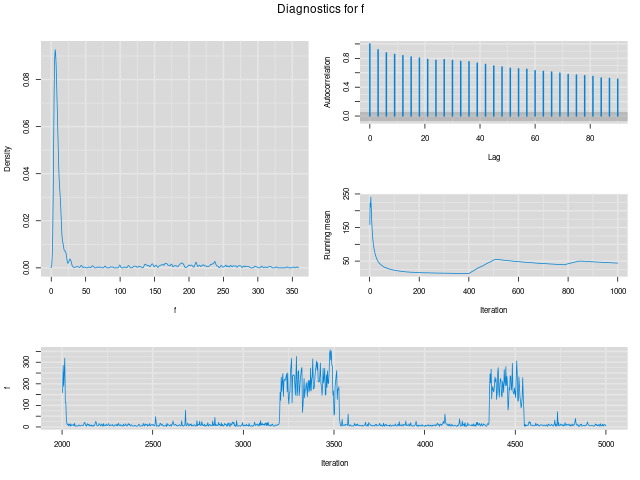 Diagnostics for f
Density
0.00 0.02 0.04 0.06 0.08
0 50 100 150 200 250 300 350
f
Autocorrelation
0.0 0.4 0.8
0 20 40 60 80
Lag
Running mean
50 150 250
0 200 400 600 800 1000
Iteration
f
0 100 200 300
2000 2500 3000 3500 4000 4500 5000
Iteration